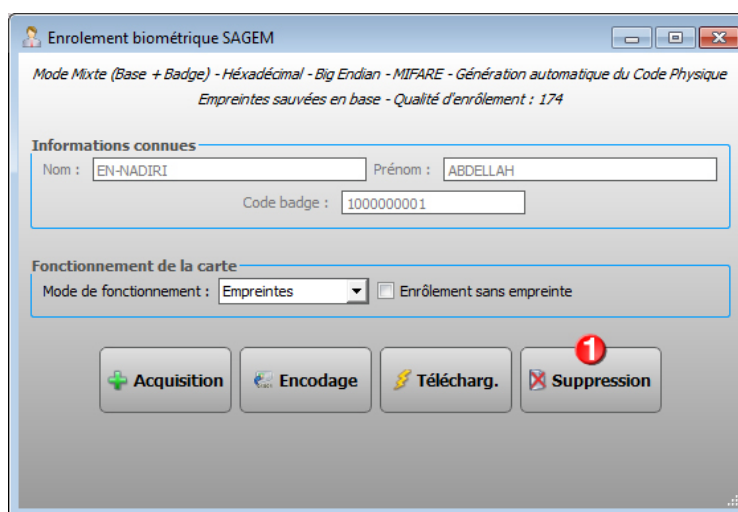 Enrolement biométrique SAGEM
Mode Mixte (Base + Badge) - Héxadécimal - Big Endian - MIFARE - Génération automatique du Code Physique
Empreintes sauvées en base - Qualité d'enrôlement : 174
Informations connues
Nom : EN-NADIRI Prénom : ABDELLAH
Code badge : 1000000001
Fonctionnement de la carte
Mode de fonctionnement : Empreintes Enrôlement sans empreinte
1
Acquisition Encodage Télécharg. Suppression